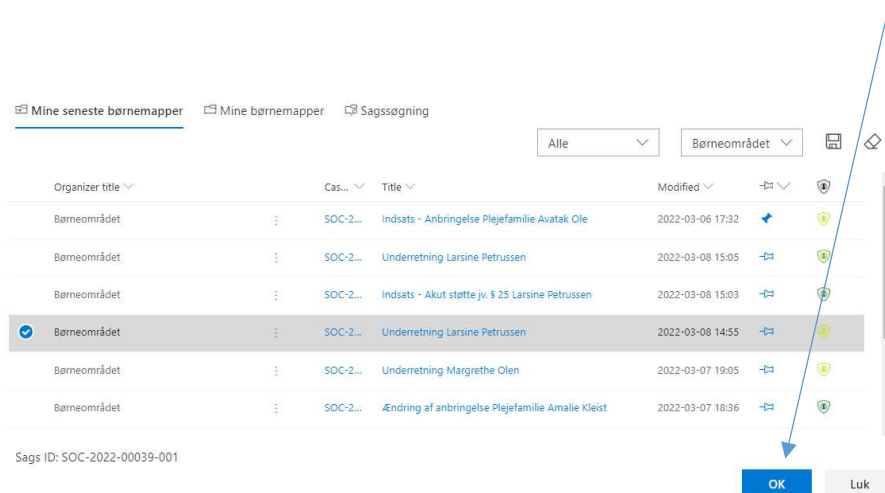 Mine seneste børnemapper Mine børnemapper Sagssøgning
Alle Børneområdet
Organizer title Cas... Title Modified
Børneområdet SOC-2... Indsats - Anbringelse Plejefamilie Avatak Ole 2022-03-06 17:32
Børneområdet SOC-2... Underretning Larsine Petrussen 2022-03-08 15:05
Børneområdet SOC-2... Indsats - Akut støtte jv. § 25 Larsine Petrussen 2022-03-08 15:03
Børneområdet SOC-2... Underretning Larsine Petrussen 2022-03-08 14:55
Børneområdet SOC-2... Underretning Margrethe Olen 2022-03-07 19:05
Børneområdet SOC-2... Ændring af anbringelse Plejefamilie Amalie Kleist 2022-03-07 18:36
Sags ID: SOC-2022-00039-001
OK Luk